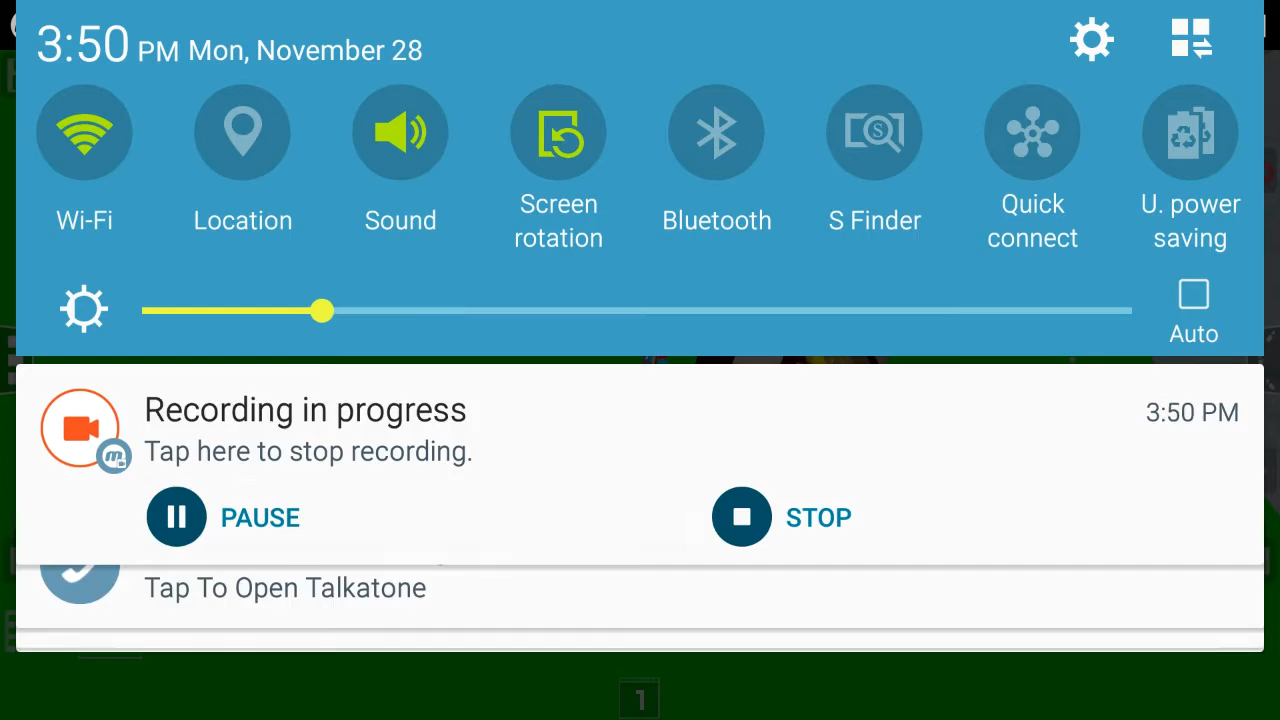 3:50 PM Mon, November 28
Wi-Fi
Location
Sound
Screen
rotation
Bluetooth
S Finder
Quick
connect
U. power
saving
Auto
Recording in progress
3:50 PM
Tap here to stop recording.
PAUSE
STOP
Tap To Open Talkatone
1